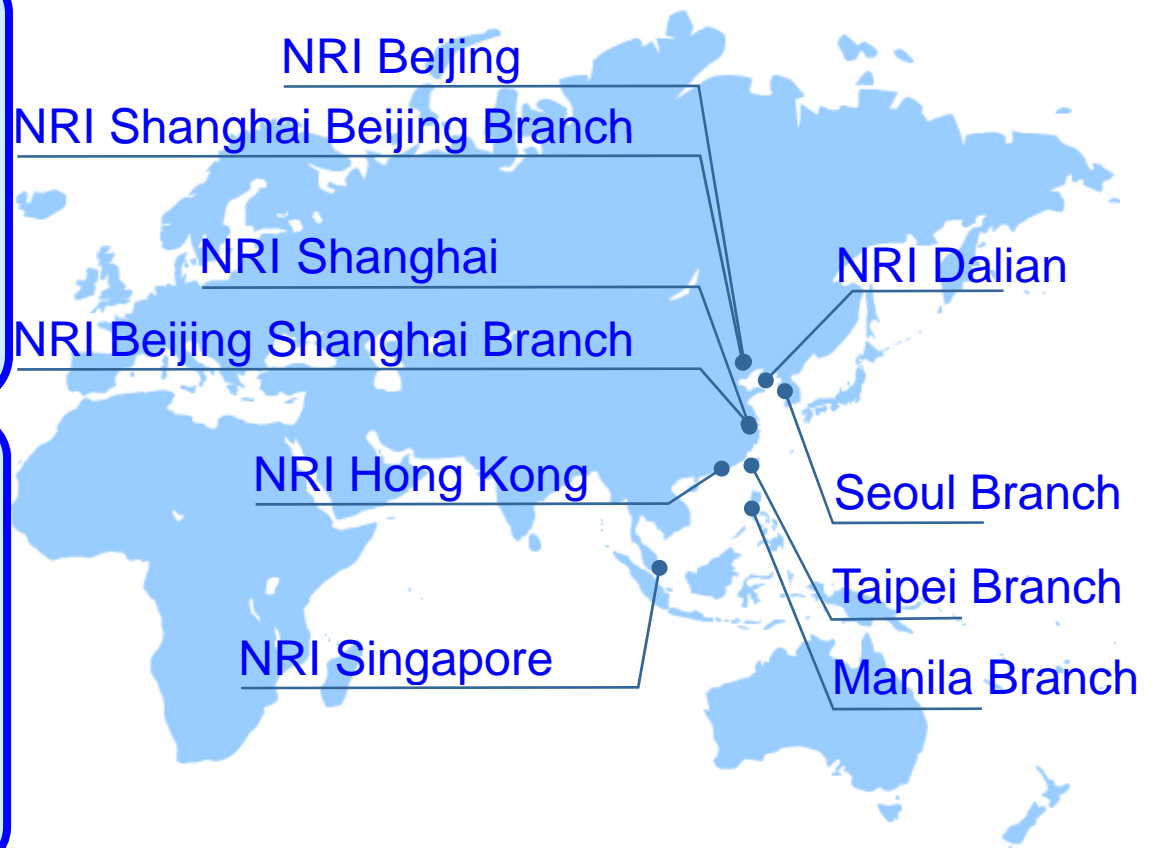 NRI Beijing
NRI Shanghai Beijing Branch
NRI Shanghai
NRI Dalian
NRI Beijing Shanghai Branch
NRI Hong Kong
Seoul Branch
Taipei Branch
NRI Singapore
Manila Branch